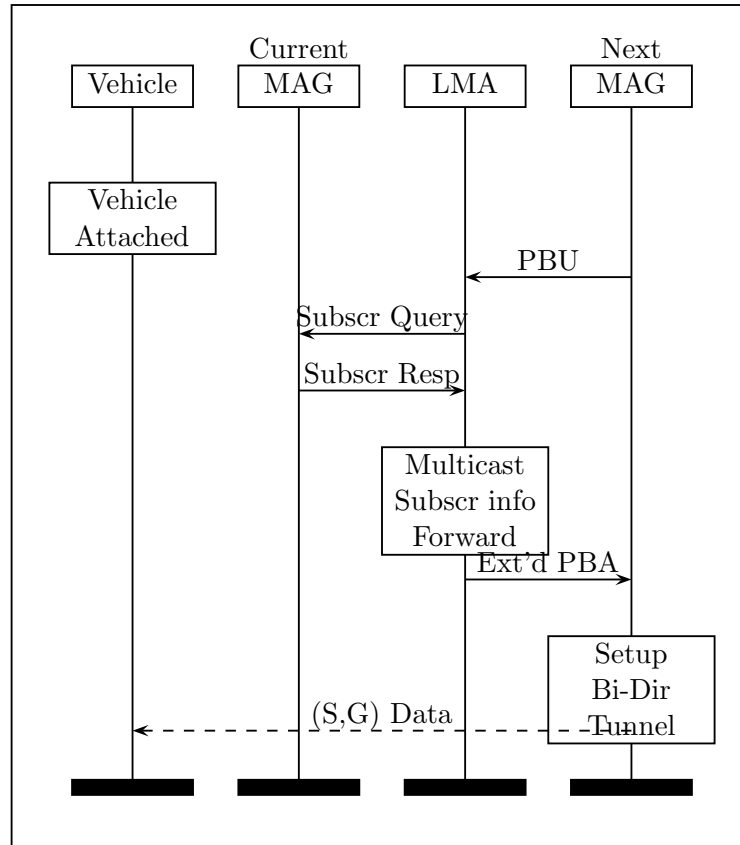 Current
Next
Vehicle
MAG
LMA
MAG
Vehicle
Attached
PBU
Subscr Query
Subscr Resp
Multicast
Subscr info
Forward
Ext'd PBA
Setup
Bi-Dir
Tunnel
(S,G) Data